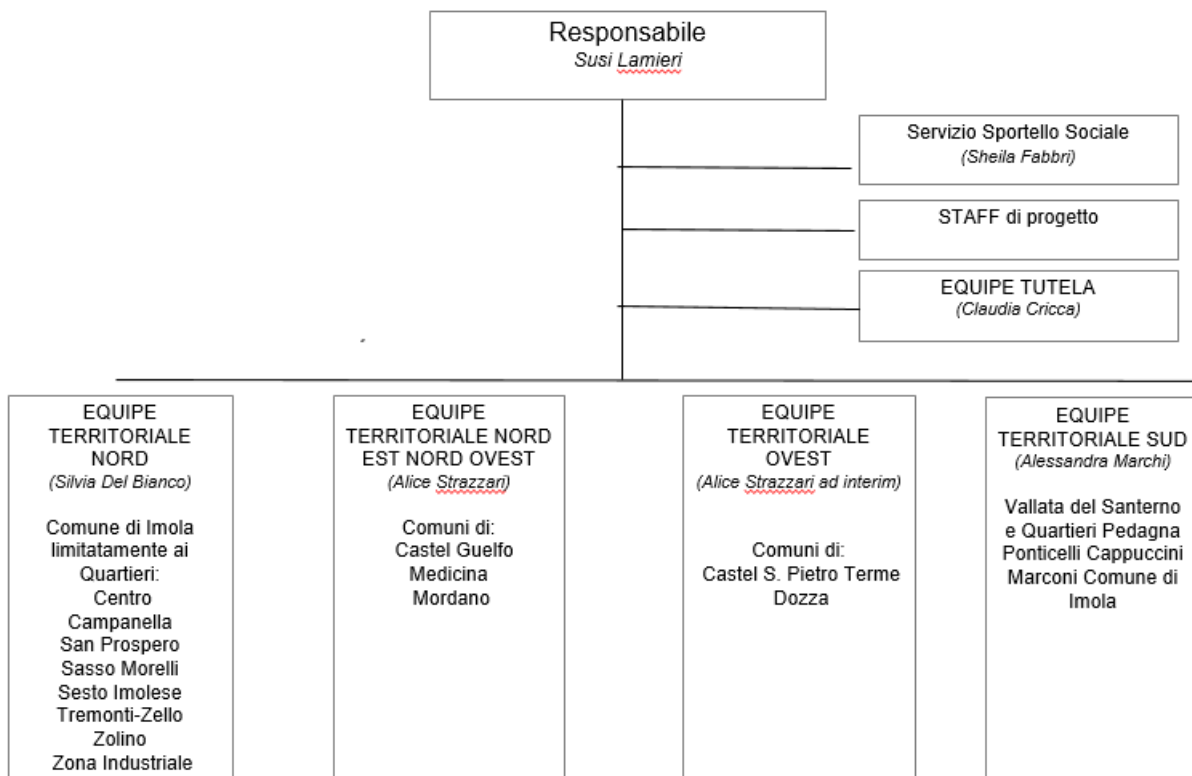 Responsabile
Susi Lamieri
Servizio Sportello Sociale
(Sheila Fabbri)
STAFF di progetto
EQUIPE TUTELA
(Claudia Cricca)
EQUIPE
TERRITORIALE
NORD
(Silvia Del Bianco)
Comune di Imola
limitatamente ai
Quartieri:
Centro
Campanella
San Prospero
Sasso Morelli
Sesto Imolese
Tremonti-Zello
Zolino
Zona Industriale
EQUIPE
TERRITORIALE NORD
EST NORD OVEST
(Alice Strazzari)
Comuni di:
Castel Guelfo
Medicina
Mordano
EQUIPE
TERRITORIALE
OVEST
(Alice Strazzari ad interim)
Comuni di:
Castel S. Pietro Terme
Dozza
EQUIPE
TERRITORIALE SUD
(Alessandra Marchi)
Vallata del Santerno
e Quartieri Pedagna
Ponticelli Cappuccini
Marconi Comune di
Imola